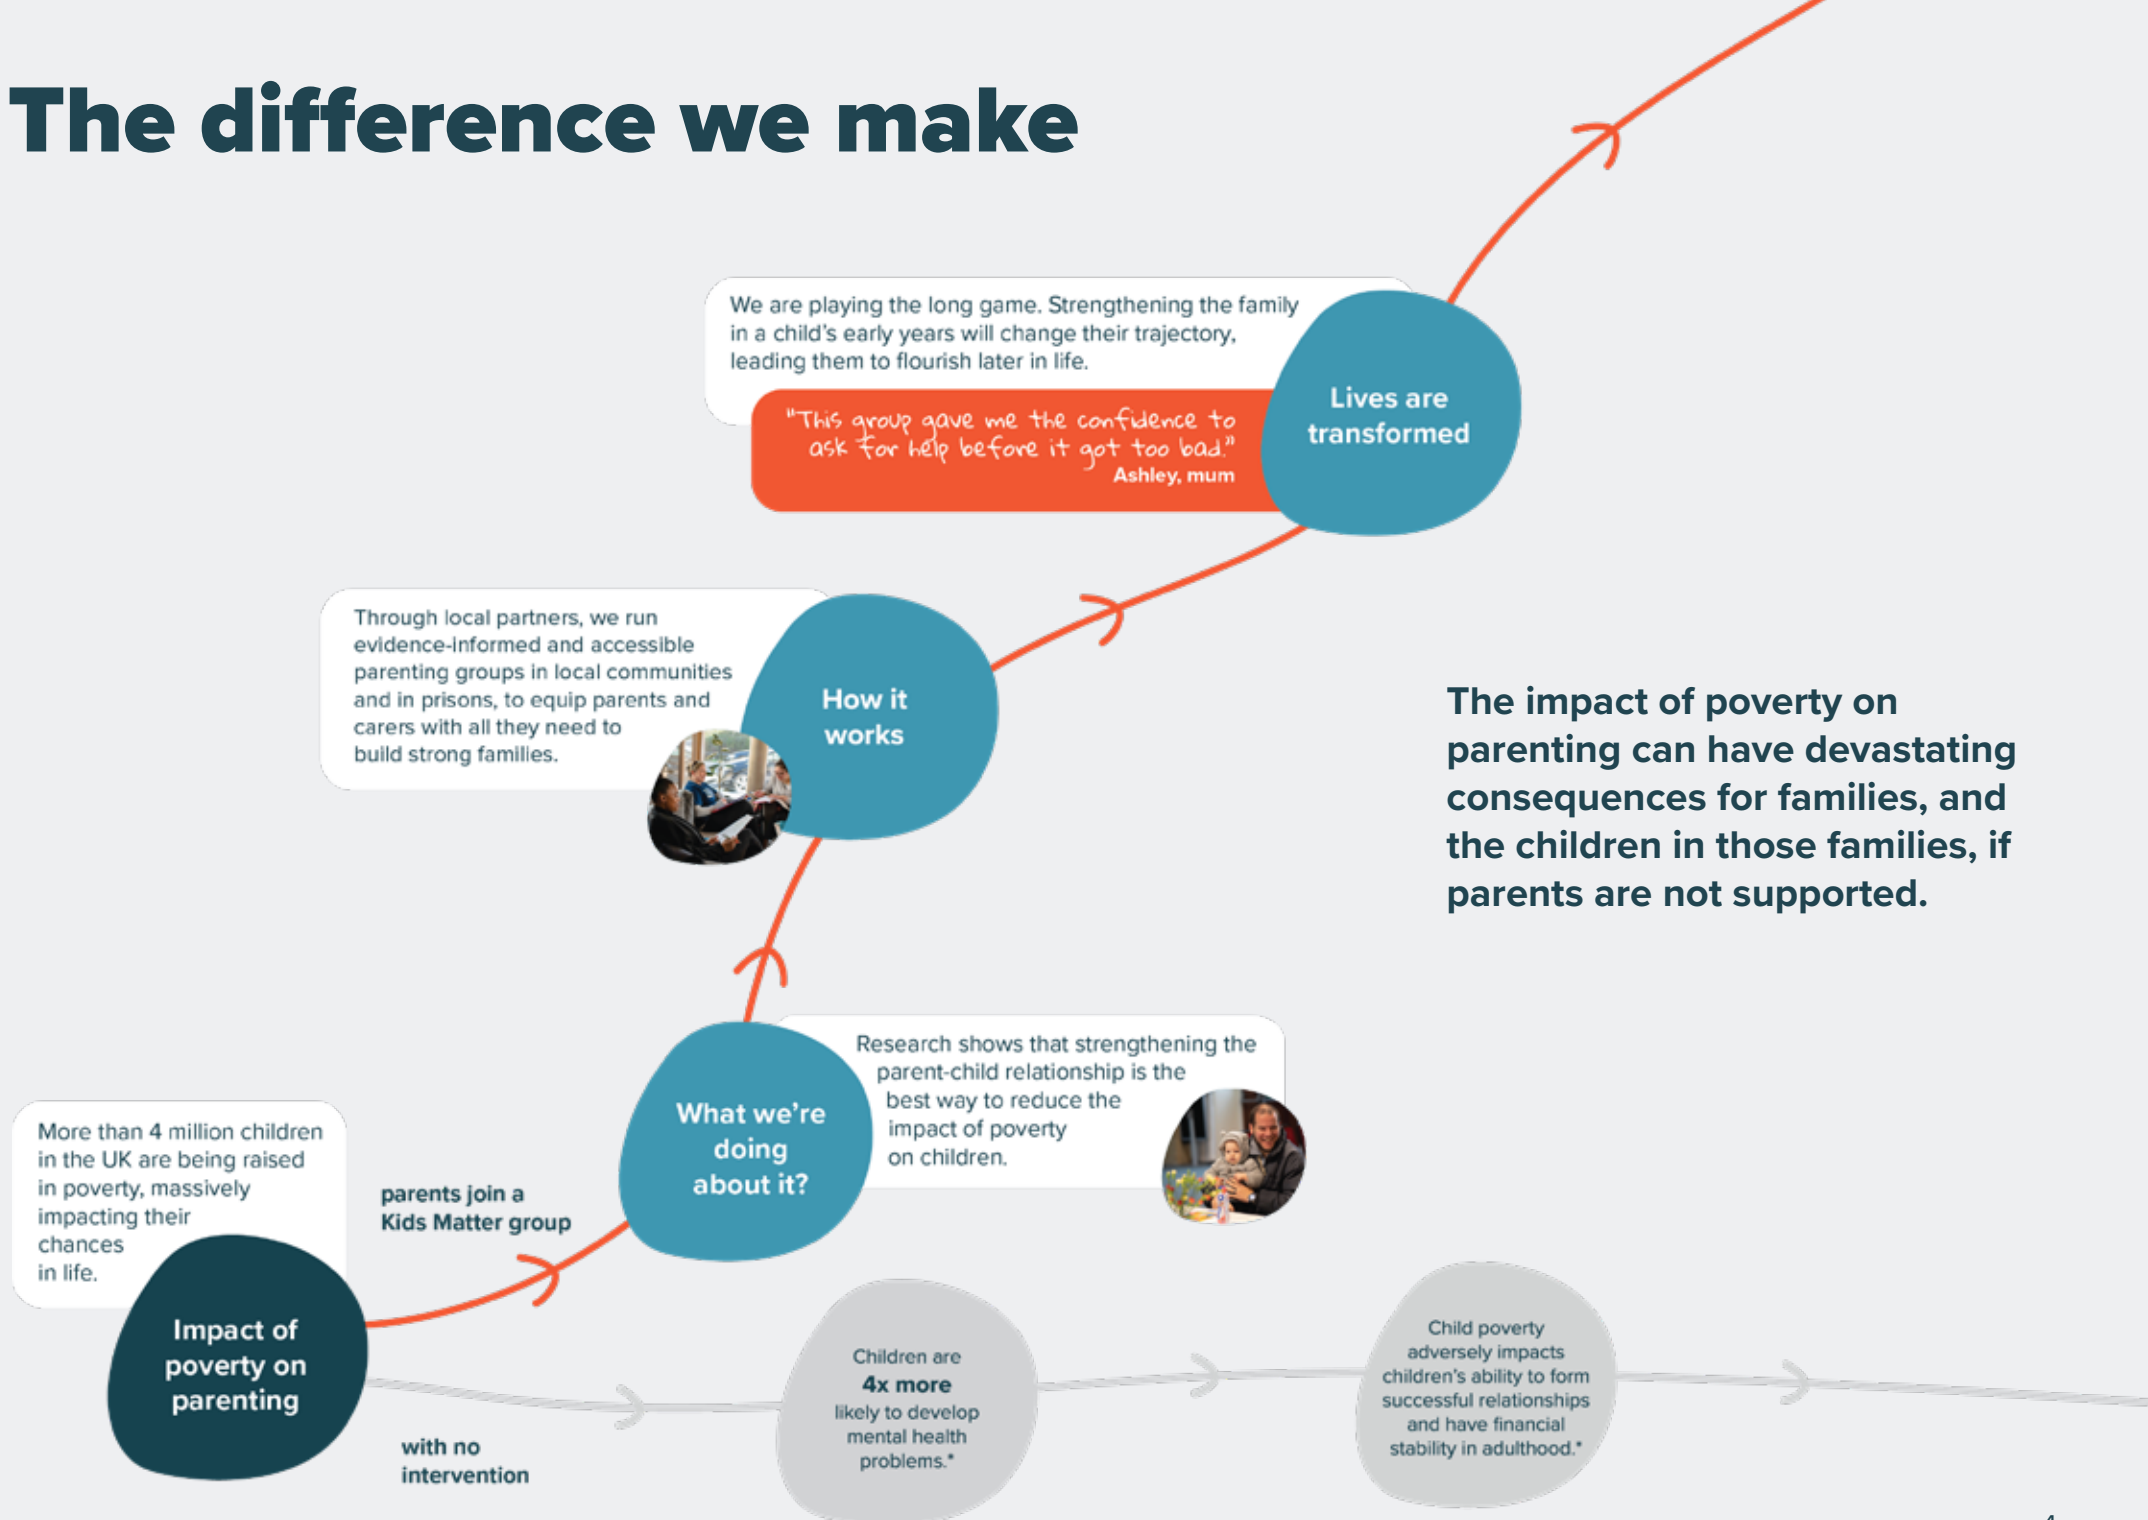 The difference we make
We are playing the long game. Strengthening the family
in a child's early years will change their trajectory,
leading them to flourish later in life.
"This group gave me the confidence to
ask for help before it got too bad."
Ashley, mum
Lives are
transformed
Through local partners, we run
evidence-informed and accessible
parenting groups in local communities
and in prisons, to equip parents and
carers with all they need to
build strong families.
How it
works
The impact of poverty on
parenting can have devastating
consequences for families, and
the children in those families, if
parents are not supported.
What we're
doing
about it?
Research shows that strengthening the
parent-child relationship is the
best way to reduce the
impact of poverty
on children.
More than 4 million children
in the UK are being raised
in poverty, massively
impacting their
chances
in life.
parents join a
Kids Matter group
Impact of
poverty on
parenting
with no
intervention
Children are
4x more
likely to develop
mental health
problems.*
Child poverty
adversely impacts
children's ability to form
successful relationships
and have financial
stability in adulthood.*